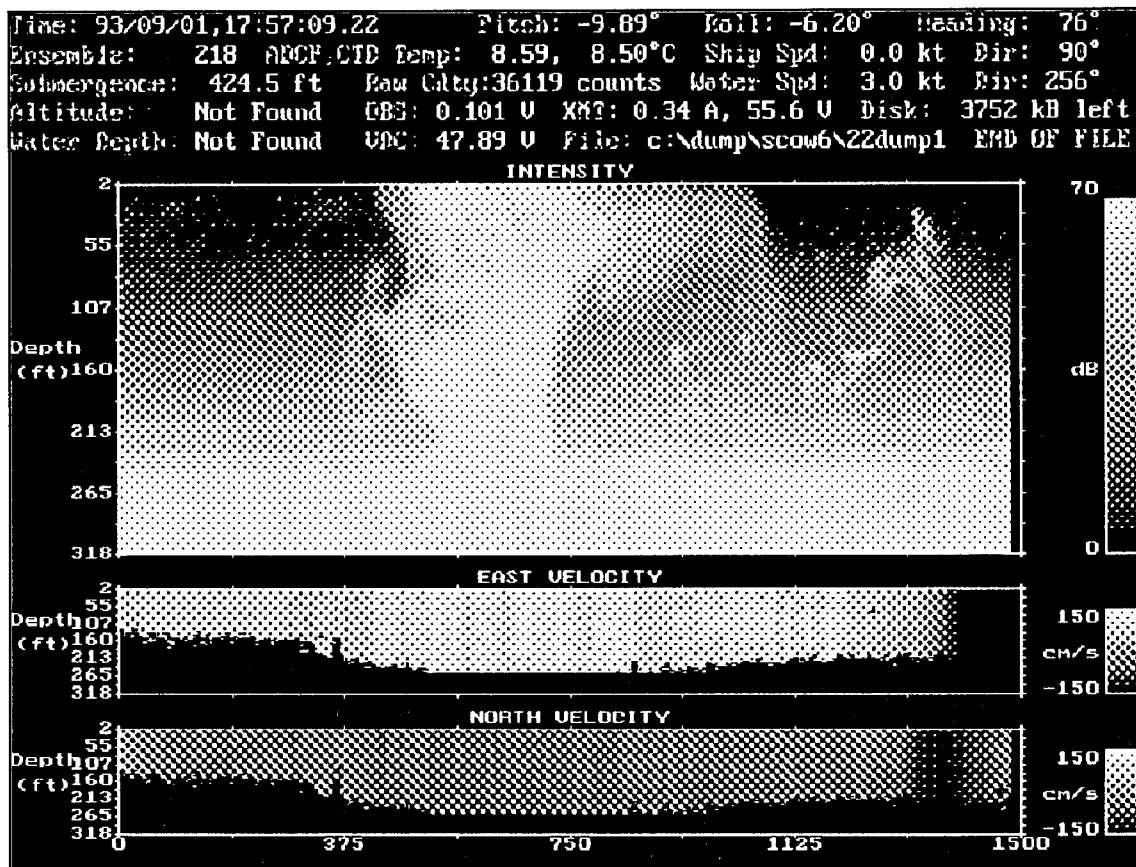 Time: 93/09/01,17:57:09.22 Pitch: -9.89° Roll: -6.20° Heading: 76°
Ensemble: 218 ADCP,CTD Temp: 8.59, 8.50°C Ship Spd: 0.0 kt Dir: 90°
Submergence: 424.5 ft Raw Cdty:36119 counts Water Spd: 3.0 kt Dir: 256°
Altitude: Not Found OBS: 0.101 V XMT: 0.34 A, 55.6 V Disk: 3752 kB left
Water Depth: Not Found VDC: 47.89 V File: c:\dump\scow6\22dump1 END OF FILE
INTENSITY
2
55
107
Depth
(ft)
160
213
265
318
70
dB
0
EAST VELOCITY
2
55
Depth 107
(ft) 160
213
265
318
150
cm/s
-150
NORTH VELOCITY
2
55
Depth 107
(ft) 160
213
265
318
150
cm/s
-150
0 375 750 1125 1500